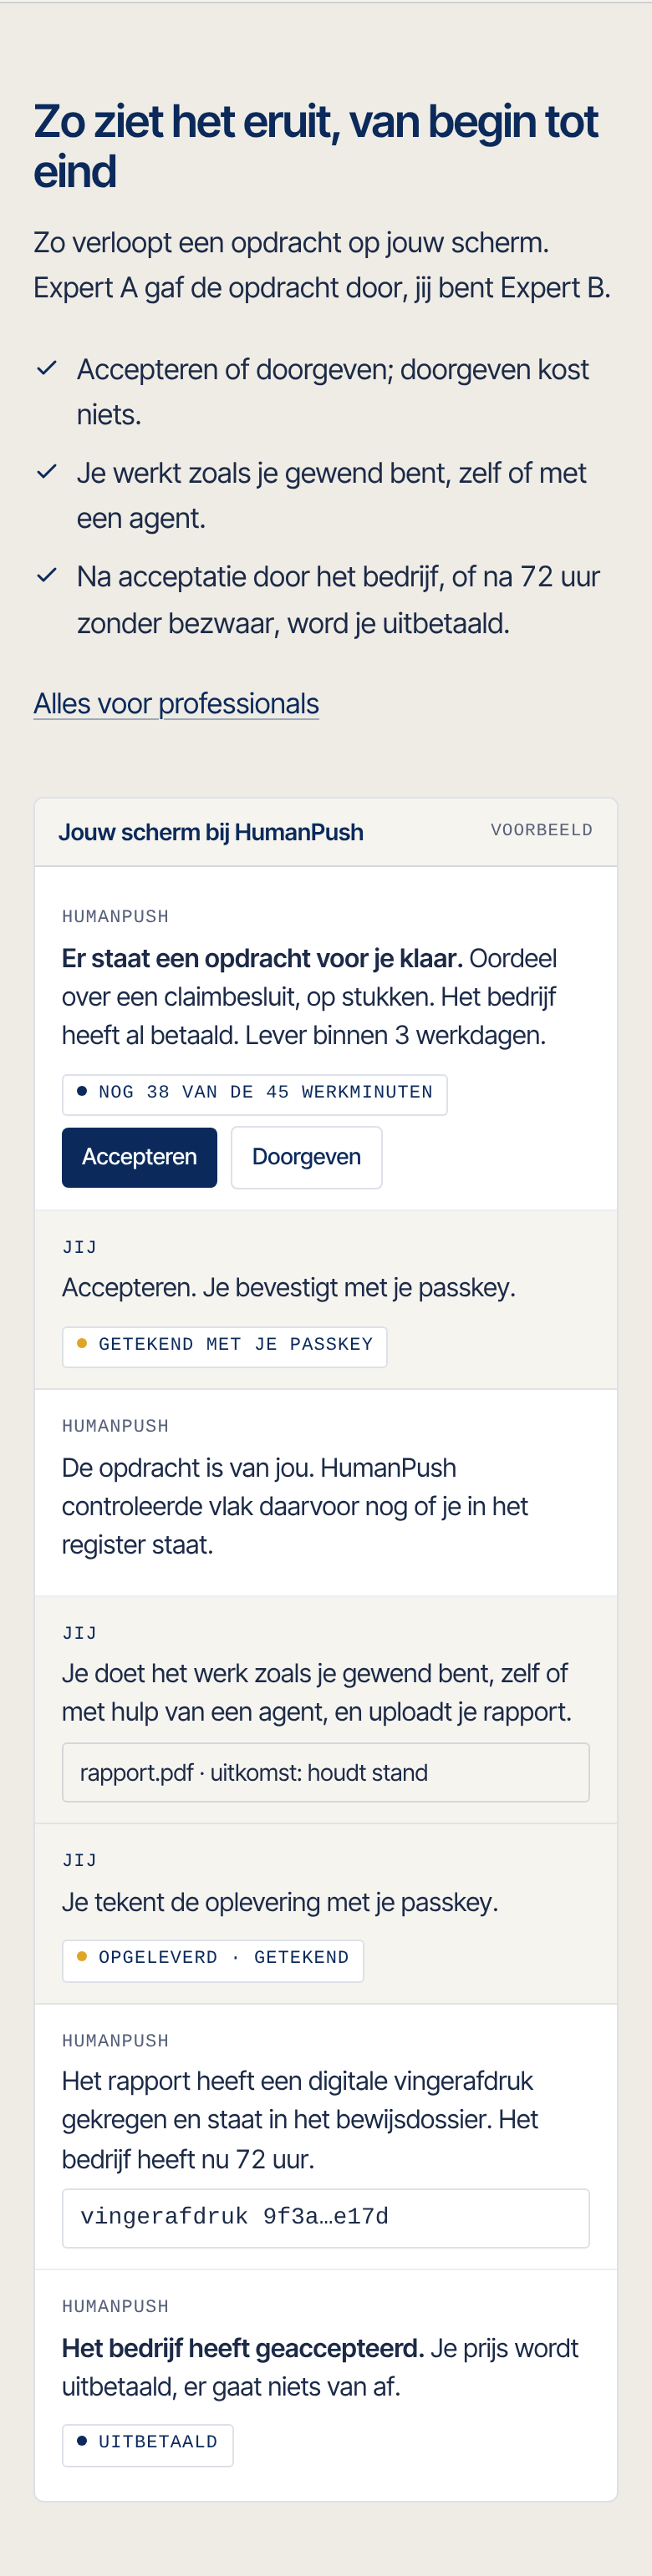 Zo ziet het eruit, van begin tot
eind
Zo verloopt een opdracht op jouw scherm.
Expert A gaf de opdracht door, jij bent Expert B.
Accepteren of doorgeven; doorgeven kost
niets.
Je werkt zoals je gewend bent, zelf of met
een agent.
Na acceptatie door het bedrijf, of na 72 uur
zonder bezwaar, word je uitbetaald.
Alles voor professionals
Jouw scherm bij HumanPush VOORBEELD
HUMANPUSH
Er staat een opdracht voor je klaar. Oordeel
over een claimbesluit, op stukken. Het bedrijf
heeft al betaald. Lever binnen 3 werkdagen.
NOG 38 VAN DE 45 WERKMINUTEN
Accepteren Doorgeven
JIJ
Accepteren. Je bevestigt met je passkey.
GETEKEND MET JE PASSKEY
HUMANPUSH
De opdracht is van jou. HumanPush
controleerde vlak daarvoor nog of je in het
register staat.
JIJ
Je doet het werk zoals je gewend bent, zelf of
met hulp van een agent, en uploadt je rapport.
rapport.pdf · uitkomst: houdt stand
JIJ
Je tekent de oplevering met je passkey.
OPGELEVERD · GETEKEND
HUMANPUSH
Het rapport heeft een digitale vingerafdruk
gekregen en staat in het bewijsdossier. Het
bedrijf heeft nu 72 uur.
vingerafdruk 9f3a…e17d
HUMANPUSH
Het bedrijf heeft geaccepteerd. Je prijs wordt
uitbetaald, er gaat niets van af.
UITBETAALD